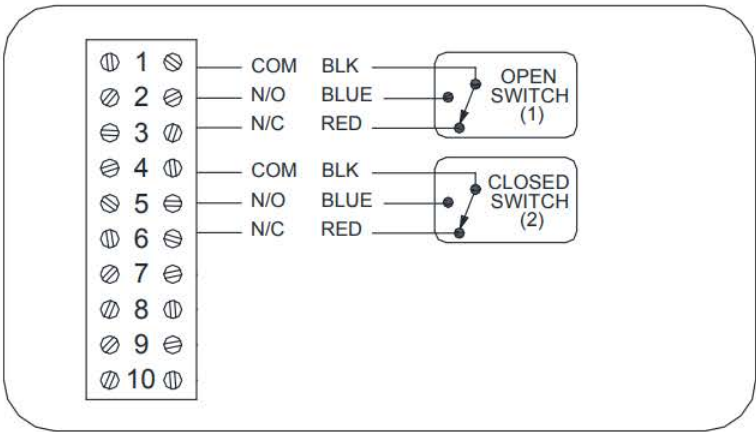 1 COM BLK
2 N/O BLUE
3 N/C RED
OPEN
SWITCH
(1)
4 COM BLK
5 N/O BLUE
6 N/C RED
CLOSED
SWITCH
(2)
7
8
9
10